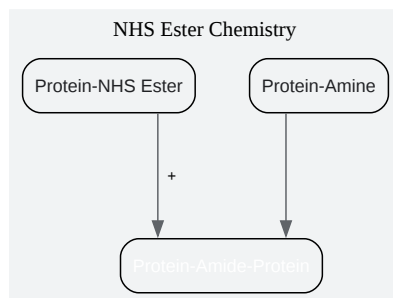 NHS Ester Chemistry
Protein-NHS Ester
Protein-Amine
+
Protein-Amide-Protein